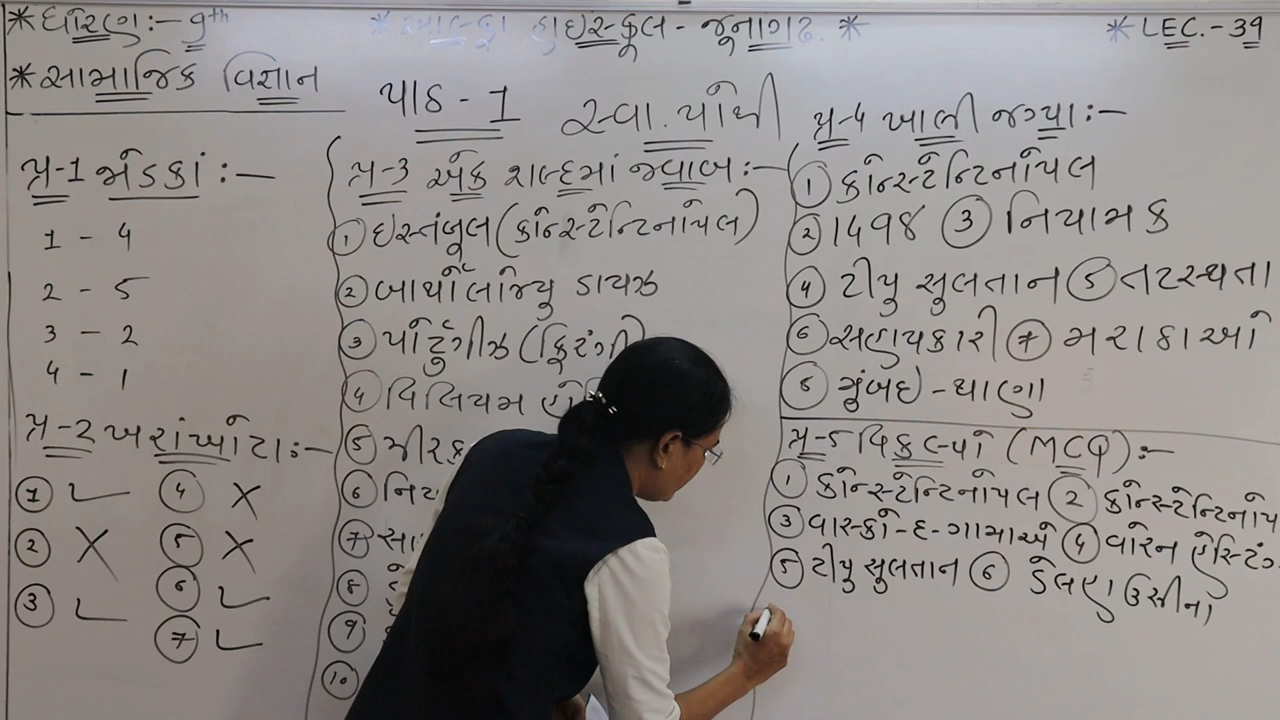 * ધોરણ:- 9th
* આલ્ફા હાઇસ્કૂલ - જૂનાગઢ. *
* LEC.- 39
* સામાજિક વિજ્ઞાન
પાઠ - 1 સ્વા.પોથી
પ્ર-1 જોડકાં :-
1 - 4
2 - 5
3 - 2
4 - 1
પ્ર-2 ખરાંખોટા:-
1 ✓ 4 ✗
2 ✗ 5 ✗
3 ✓ 6 ✓
7 ✓
પ્ર-3 એક શબ્દમાં જવાબ:-
1 ઇસ્તંબૂલ (કોન્સ્ટેન્ટિનોપલ)
2 બાર્થોલોમ્યુ ડાયઝ
3 પોર્ટુગીઝ (ફિરંગી)
4 વિલિયમ
5 મીરક
6
7
8
9
10
પ્ર-4 ખાલી જગ્યા:-
1 કોન્સ્ટેન્ટિનોપલ
2 1498 3 નિયામક
4 ટીપુ સુલતાન 5 તટસ્થતા
6 સહાયકારી 7 મરાઠાઓ
8 મુંબઇ - થાણા
પ્ર-5 વિકલ્પો (MCQ):-
1 કોન્સ્ટેન્ટિનોપલ 2 કોન્સ્ટેન્ટિનોપ
3 વાસ્કો-દ-ગામાએ 4 વોરન હેસ્ટિંગ
5 ટીપુ સુલતાન 6 ડેલહાઉસીના